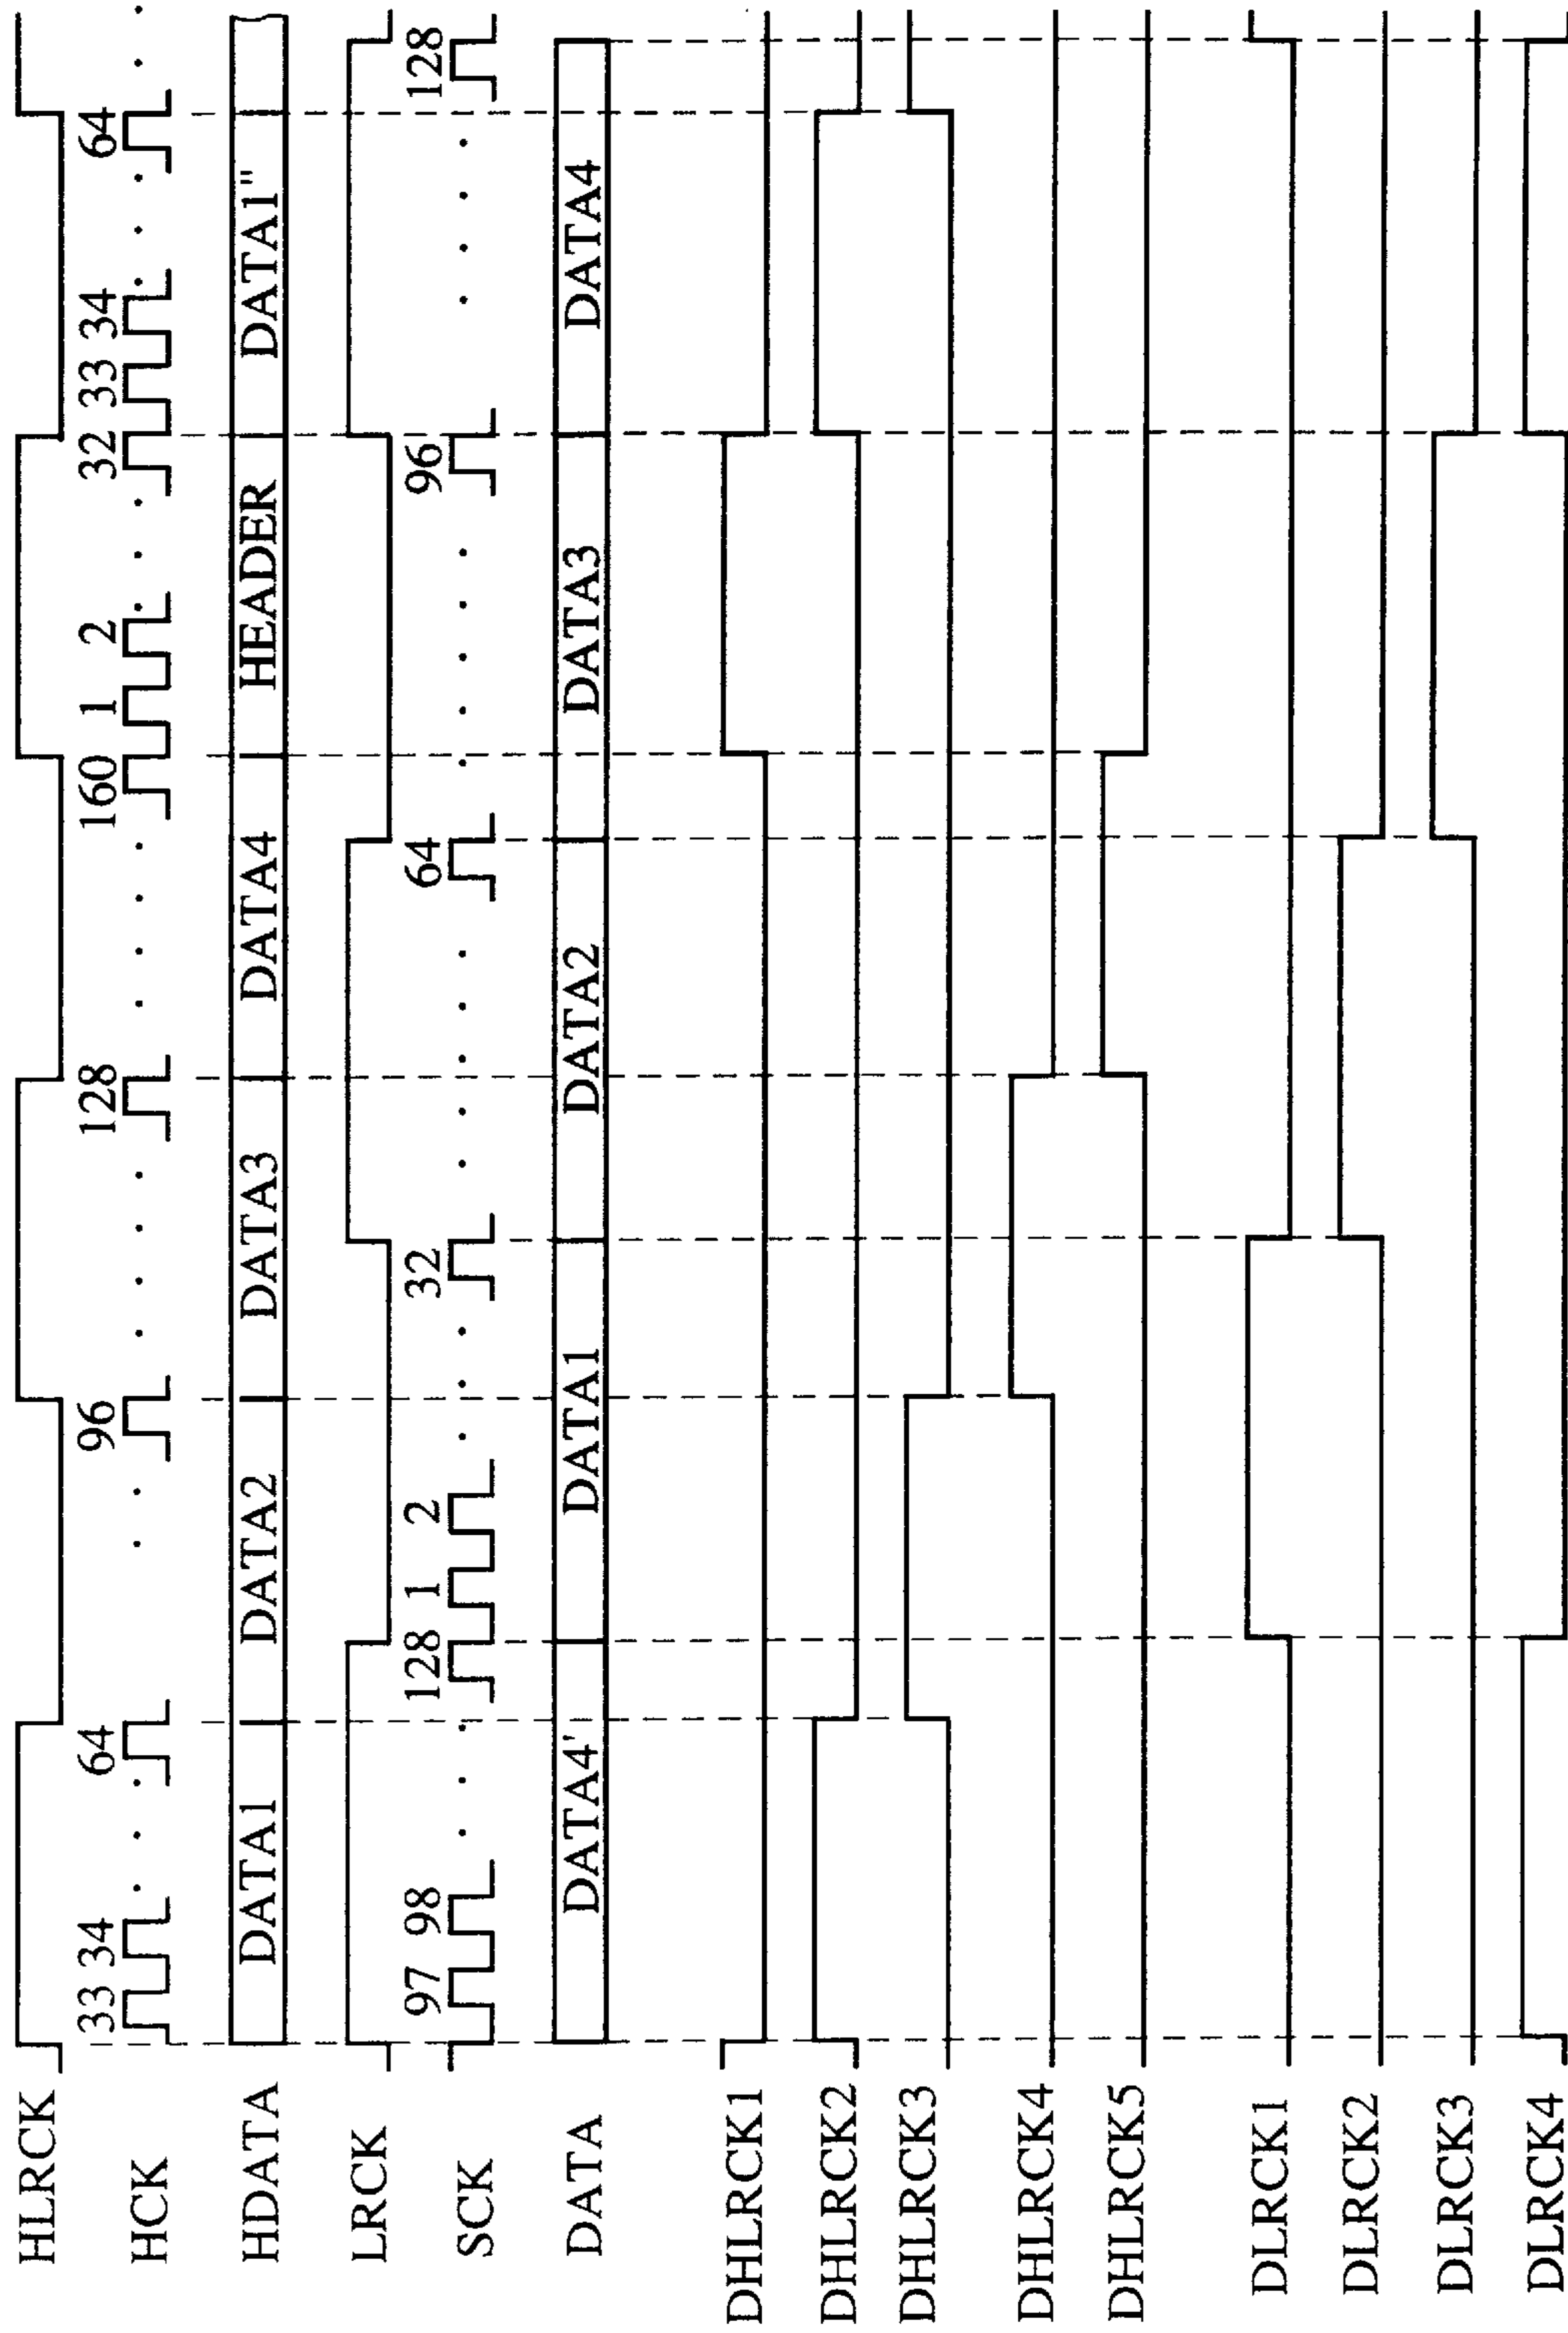 HLRCK
HCK 33 34 64 96 128 160 1 2 32 33 34 64
HDATA DATA1 DATA2 DATA3 DATA4 HEADER DATA1"
LRCK
SCK 97 98 128 1 2 32 64 96 128
DATA DATA4' DATA1 DATA2 DATA3 DATA4
DHLRCK1
DHLRCK2
DHLRCK3
DHLRCK4
DHLRCK5
DLRCK1
DLRCK2
DLRCK3
DLRCK4